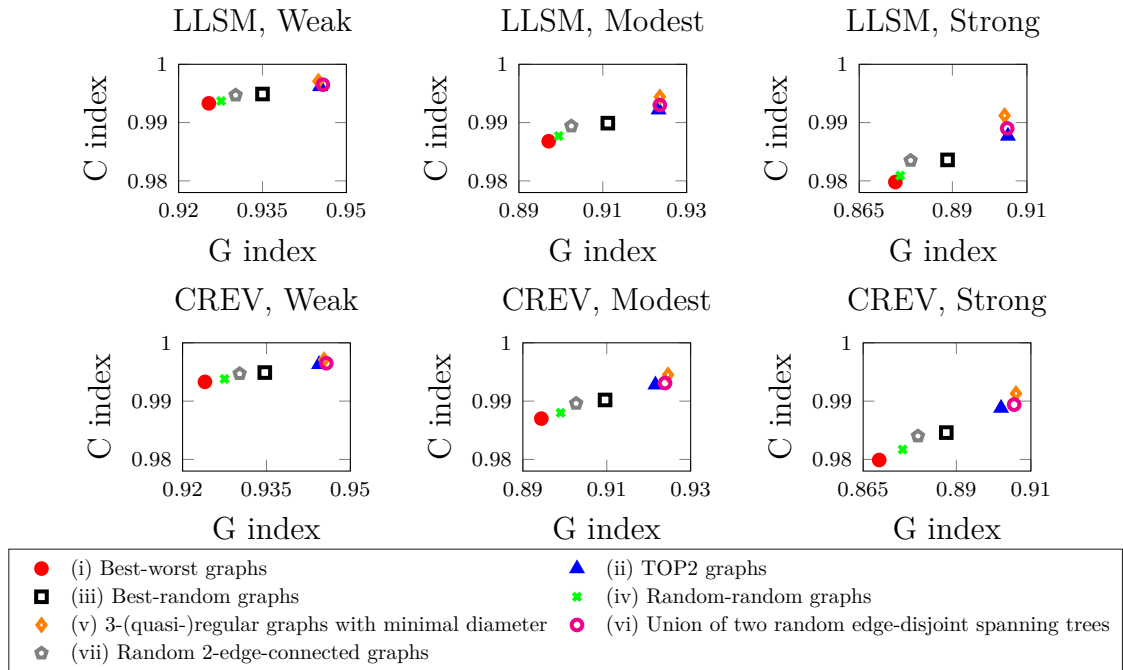 LLSM, Weak
LLSM, Modest
LLSM, Strong
C index
1
0.99
0.98
0.92
0.935
0.95
G index
C index
1
0.99
0.98
0.89
0.91
0.93
G index
C index
1
0.99
0.98
0.865
0.89
0.91
G index
CREV, Weak
CREV, Modest
CREV, Strong
C index
1
0.99
0.98
0.92
0.935
0.95
G index
C index
1
0.99
0.98
0.89
0.91
0.93
G index
C index
1
0.99
0.98
0.865
0.89
0.91
G index
(i) Best-worst graphs
(ii) TOP2 graphs
(iii) Best-random graphs
(iv) Random-random graphs
(v) 3-(quasi-)regular graphs with minimal diameter
(vi) Union of two random edge-disjoint spanning trees
(vii) Random 2-edge-connected graphs